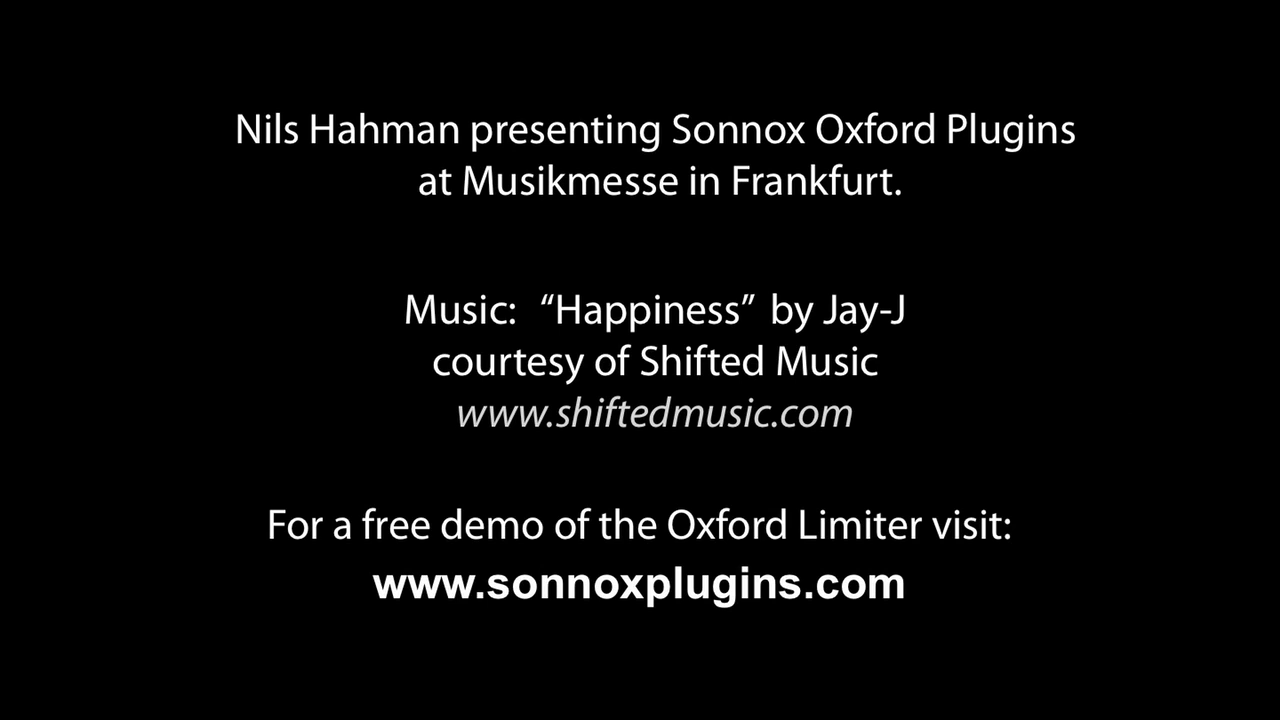 Nils Hahman presenting Sonnox Oxford Plugins
at Musikmesse in Frankfurt.
Music: “Happiness” by Jay-J
courtesy of Shifted Music
www.shiftedmusic.com
For a free demo of the Oxford Limiter visit:
www.sonnoxplugins.com